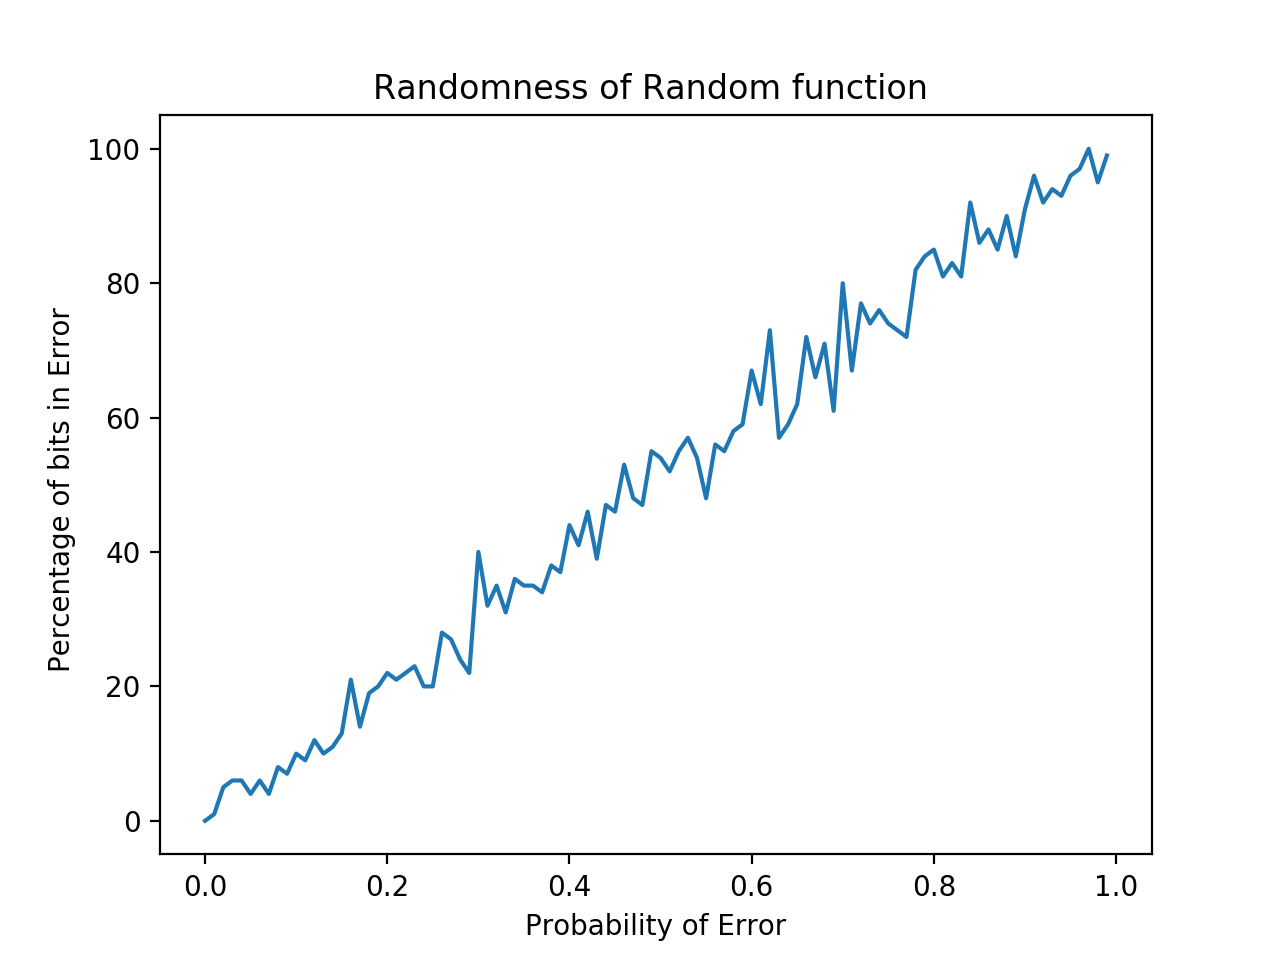 Randomness of Random function
Percentage of bits in Error
100
80
60
40
20
0
0.0 0.2 0.4 0.6 0.8 1.0
Probability of Error